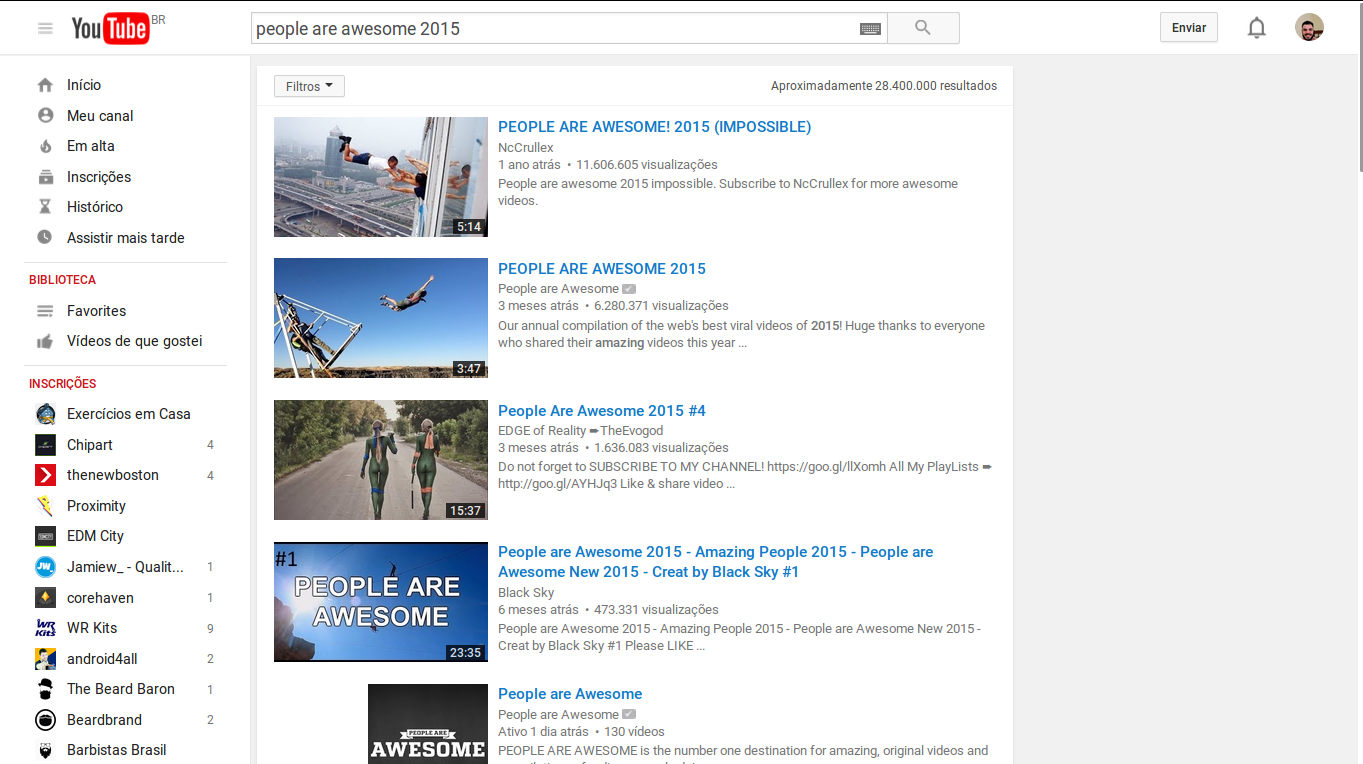 YouTube BR
people are awesome 2015
Enviar
Início
Meu canal
Em alta
Inscrições
Histórico
Assistir mais tarde
BIBLIOTECA
Favorites
Vídeos de que gostei
INSCRIÇÕES
Exercícios em Casa
Chipart 4
thenewboston 4
Proximity
EDM City
Jamiew_ - Qualit... 1
corehaven 1
WR Kits 9
android4all 2
The Beard Baron 1
Beardbrand 2
Barbistas Brasil
JW_
WR
Kits
Filtros
Aproximadamente 28.400.000 resultados
5:14
PEOPLE ARE AWESOME! 2015 (IMPOSSIBLE)
NcCrullex
1 ano atrás • 11.606.605 visualizações
People are awesome 2015 impossible. Subscribe to NcCrullex for more awesome
videos.
3:47
PEOPLE ARE AWESOME 2015
People are Awesome
3 meses atrás • 6.280.371 visualizações
Our annual compilation of the web's best viral videos of 2015! Huge thanks to everyone
who shared their amazing videos this year ...
15:37
People Are Awesome 2015 #4
EDGE of Reality ➨TheEvogod
3 meses atrás • 1.636.083 visualizações
Do not forget to SUBSCRIBE TO MY CHANNEL! https://goo.gl/llXomh All My PlayLists ➨
http://goo.gl/AYHJq3 Like & share video ...
#1
PEOPLE ARE
AWESOME
23:35
People are Awesome 2015 - Amazing People 2015 - People are
Awesome New 2015 - Creat by Black Sky #1
Black Sky
6 meses atrás • 473.331 visualizações
People are Awesome 2015 - Amazing People 2015 - People are Awesome New 2015 -
Creat by Black Sky #1 Please LIKE ...
PEOPLE ARE
AWESOME
People are Awesome
People are Awesome
Ativo 1 dia atrás • 130 vídeos
PEOPLE ARE AWESOME is the number one destination for amazing, original videos and